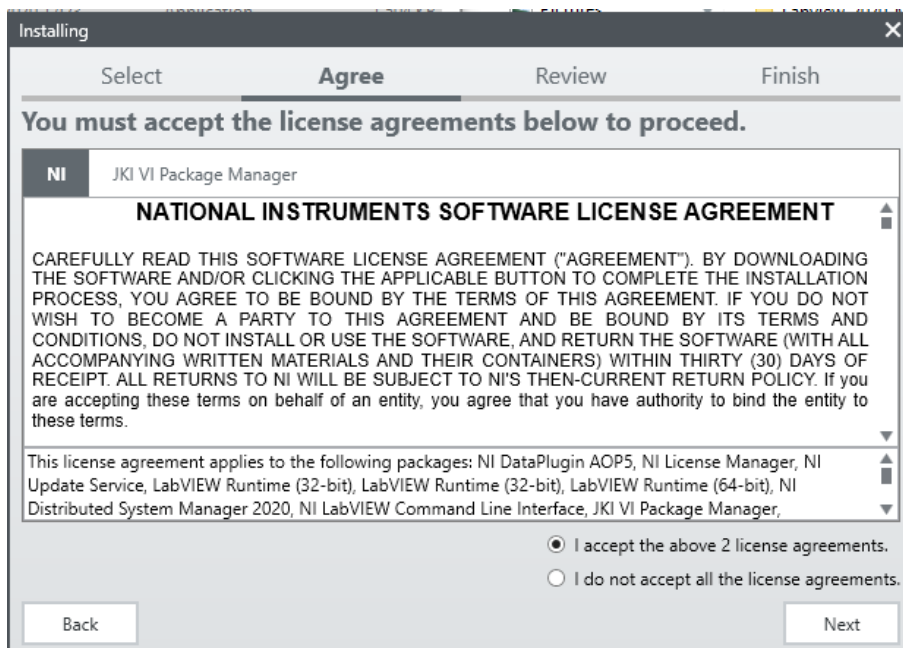 Installing
Select Agree Review Finish
You must accept the license agreements below to proceed.
NI JKI VI Package Manager
NATIONAL INSTRUMENTS SOFTWARE LICENSE AGREEMENT
CAREFULLY READ THIS SOFTWARE LICENSE AGREEMENT ("AGREEMENT"). BY DOWNLOADING
THE SOFTWARE AND/OR CLICKING THE APPLICABLE BUTTON TO COMPLETE THE INSTALLATION
PROCESS, YOU AGREE TO BE BOUND BY THE TERMS OF THIS AGREEMENT. IF YOU DO NOT
WISH TO BECOME A PARTY TO THIS AGREEMENT AND BE BOUND BY ITS TERMS AND
CONDITIONS, DO NOT INSTALL OR USE THE SOFTWARE, AND RETURN THE SOFTWARE (WITH ALL
ACCOMPANYING WRITTEN MATERIALS AND THEIR CONTAINERS) WITHIN THIRTY (30) DAYS OF
RECEIPT. ALL RETURNS TO NI WILL BE SUBJECT TO NI'S THEN-CURRENT RETURN POLICY. If you
are accepting these terms on behalf of an entity, you agree that you have authority to bind the entity to
these terms.
This license agreement applies to the following packages: NI DataPlugin AOP5, NI License Manager, NI
Update Service, LabVIEW Runtime (32-bit), LabVIEW Runtime (32-bit), LabVIEW Runtime (64-bit), NI
Distributed System Manager 2020, NI LabVIEW Command Line Interface, JKI VI Package Manager,
I accept the above 2 license agreements.
I do not accept all the license agreements.
Back Next